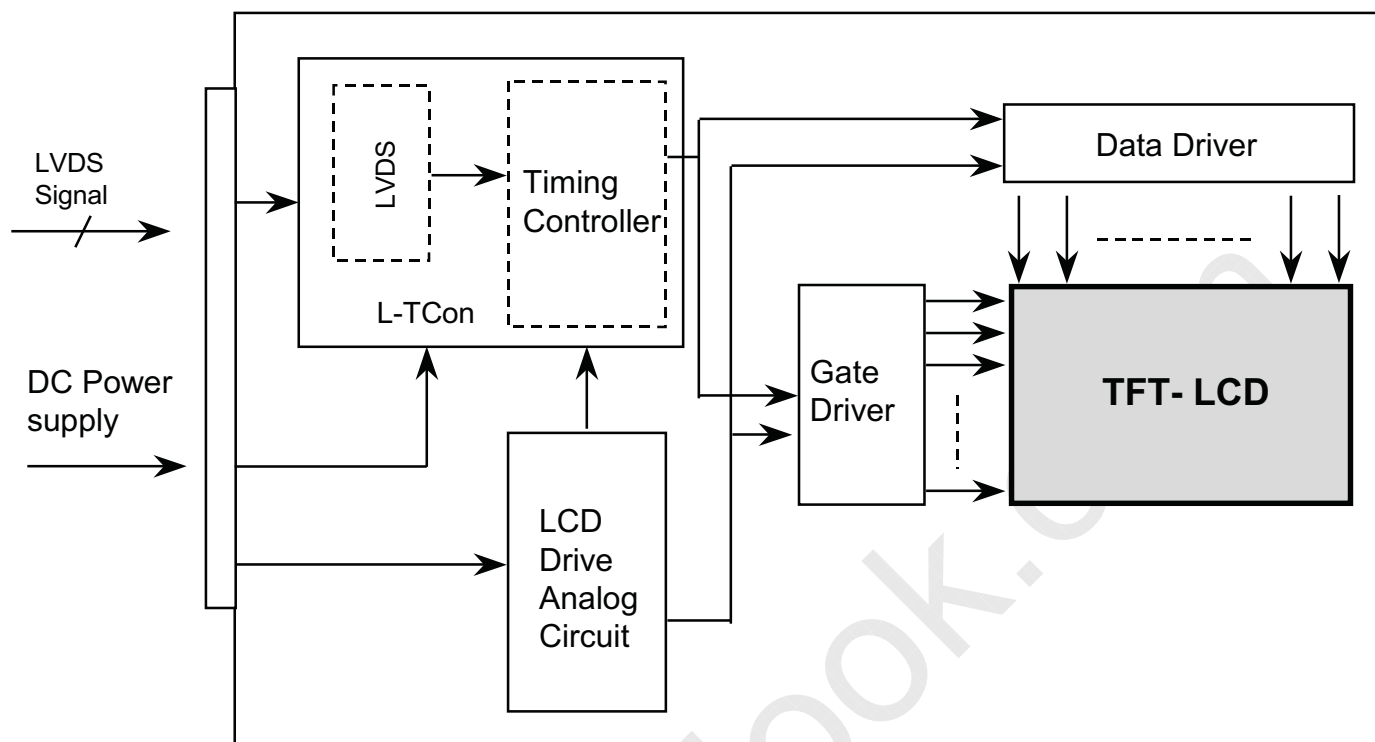 LVDS
Signal
DC Power
supply
LVDS
Timing
Controller
L-TCon
LCD
Drive
Analog
Circuit
Data Driver
Gate
Driver
TFT- LCD
look.c